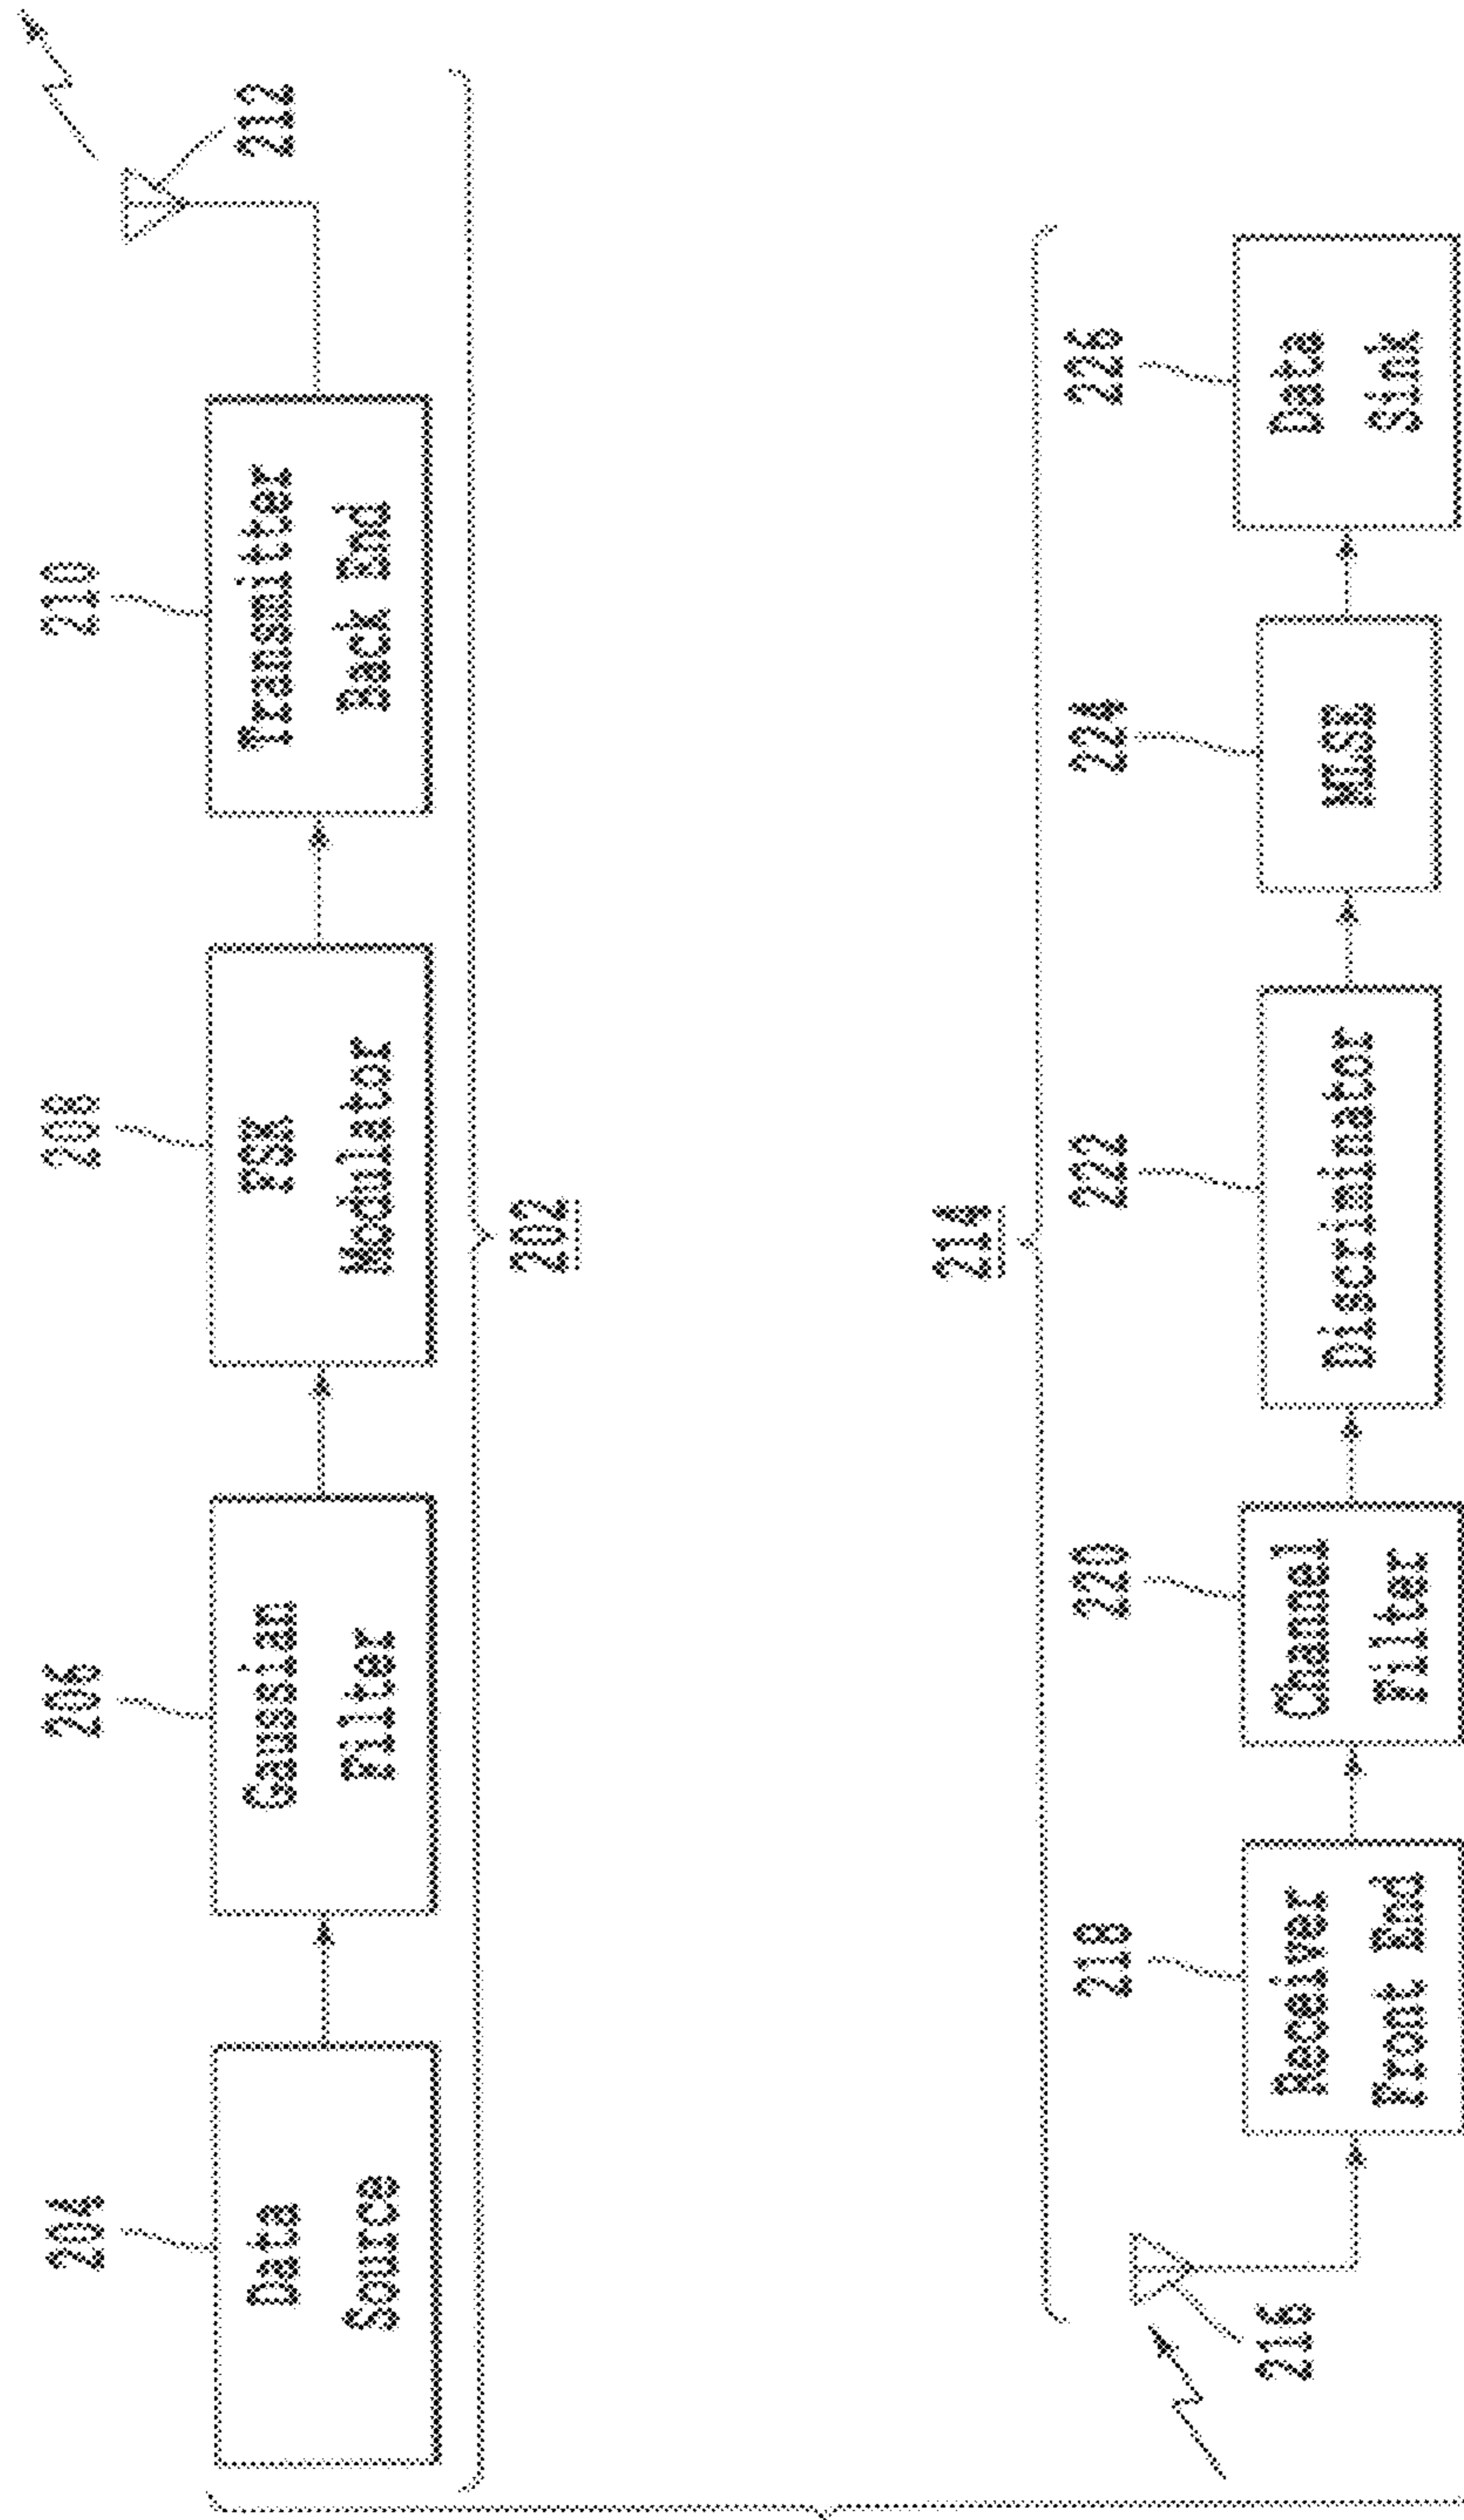 204
Data
Source
206
Gaussian
Filter
208
FSK
Modulator
210
Transmitter
Back End
212
202
214
216
218
Receiver
Front End
220
Channel
Filter
222
Discriminator
224
MLSE
226
Data
Sink